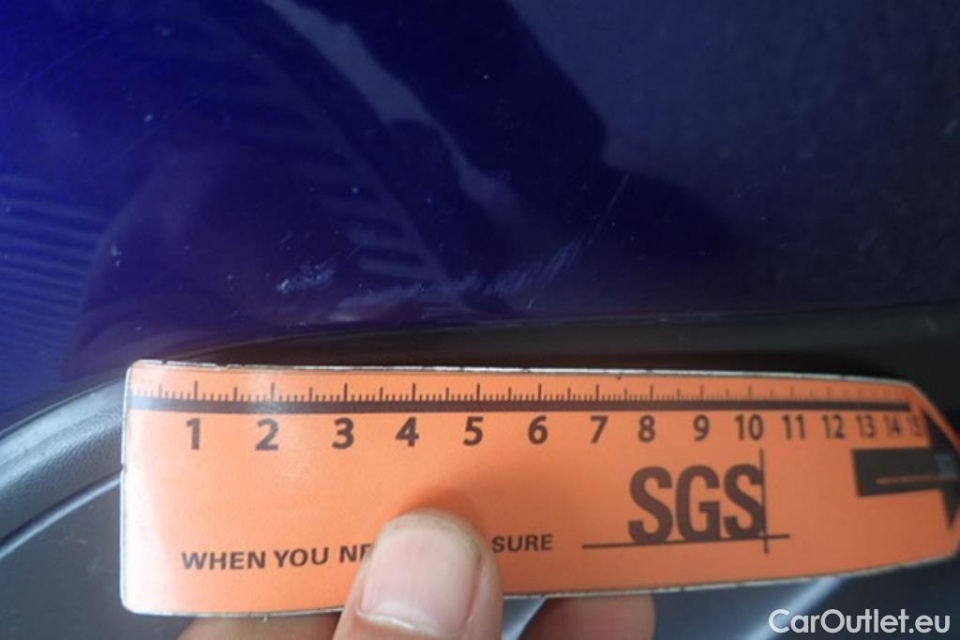 1 2 3 4 5 6 7 8 9 10 11 12 13 14 15
SGS
WHEN YOU NE SURE
CarOutlet.eu